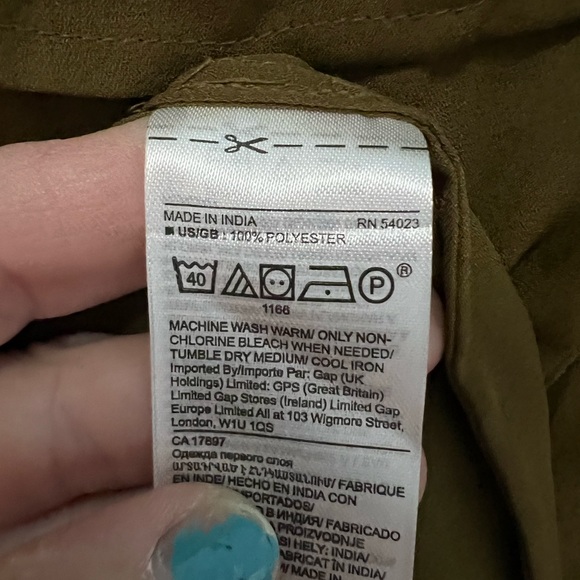 MADE IN INDIA RN 54023
US/GB : 100% POLYESTER
40 P ®
1166
MACHINE WASH WARM/ ONLY NON-
CHLORINE BLEACH WHEN NEEDED/
TUMBLE DRY MEDIUM/ COOL IRON
Imported By/Importe Par: Gap (UK
Holdings) Limited: GPS (Great Britain)
Limited Gap Stores (Ireland) Limited Gap
Europe Limited All at 103 Wigmore Street,
London, W1U 1QS
CA 17897
Одежда первого слоя
FABRIQUE
EN INDE/ HECHO EN INDIA CON
IMPORTADOS/
В ИНДИЯ/ FABRICADO
PROIZVODNJE
HELY: INDIA/
FABRICAT ÎN INDIA/
MADE IN